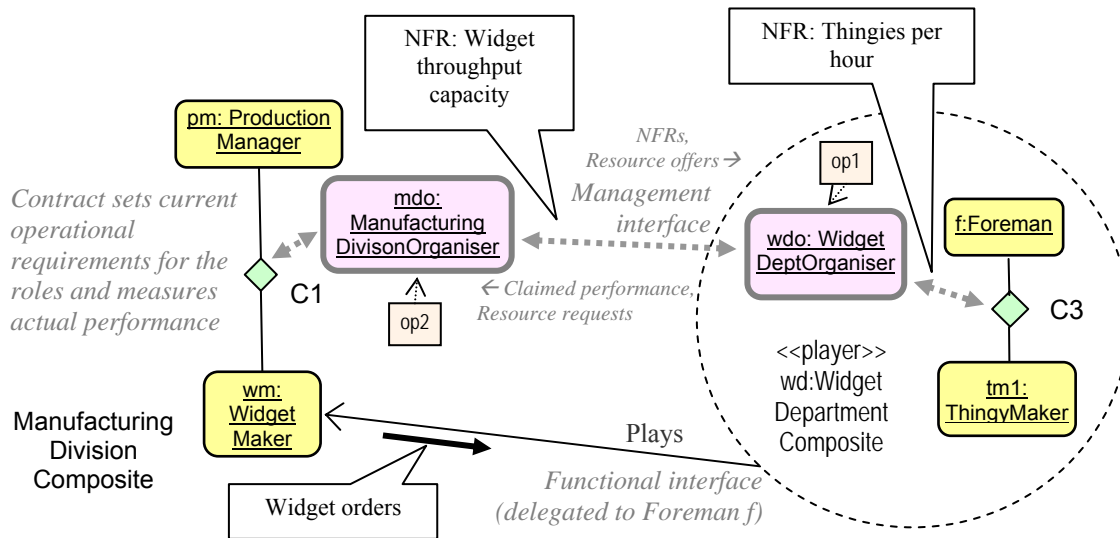 NFR: Widget
throughput
capacity
NFR: Thingies per
hour
pm: Production
Manager
NFRs,
Resource offers →
op1
Management
interface
Contract sets current
operational
requirements for the
roles and measures
actual performance
mdo:
Manufacturing
DivisonOrganiser
wdo: Widget
DeptOrganiser
f:Foreman
C1
← Claimed performance,
Resource requests
op2
C3
<<player>>
wd:Widget
Department
Composite
wm:
Widget
Maker
tm1:
ThingyMaker
Manufacturing
Division
Composite
Plays
Functional interface
(delegated to Foreman f)
Widget orders